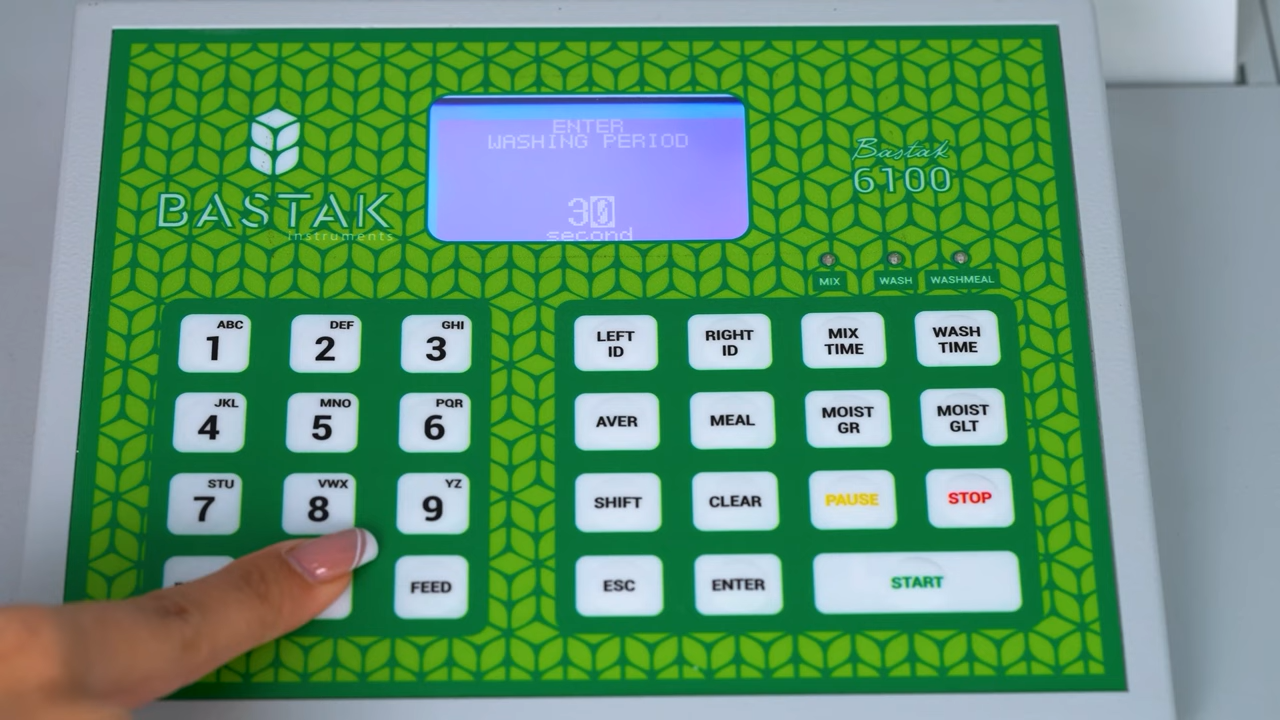 ENTER
WASHING PERIOD
30
second
BASTAK
instruments
Bastak
6100
MIX
WASH
WASHMEAL
ABC
1
DEF
2
GHI
3
JKL
4
MNO
5
PQR
6
STU
7
VWX
8
YZ
9
FEED
LEFT
ID
RIGHT
ID
MIX
TIME
WASH
TIME
AVER
MEAL
MOIST
GR
MOIST
GLT
SHIFT
CLEAR
PAUSE
STOP
ESC
ENTER
START